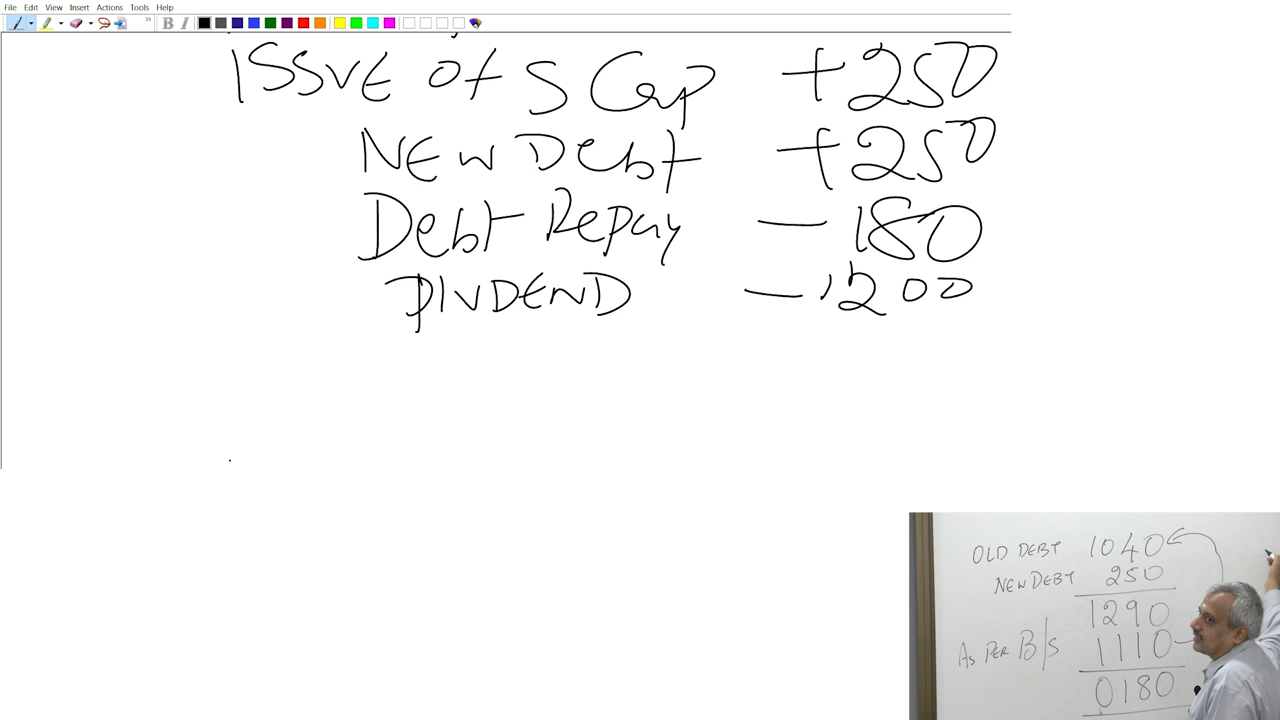 File Edit View Insert Actions Tools Help
B I
ISSUE of S Cap +250
NEW Debt +250
Debt Repay - 180
DIVDEND - 1200
OLD DEBT 1040
NEW DEBT 250
1290
AS PER B/S 1110
0180